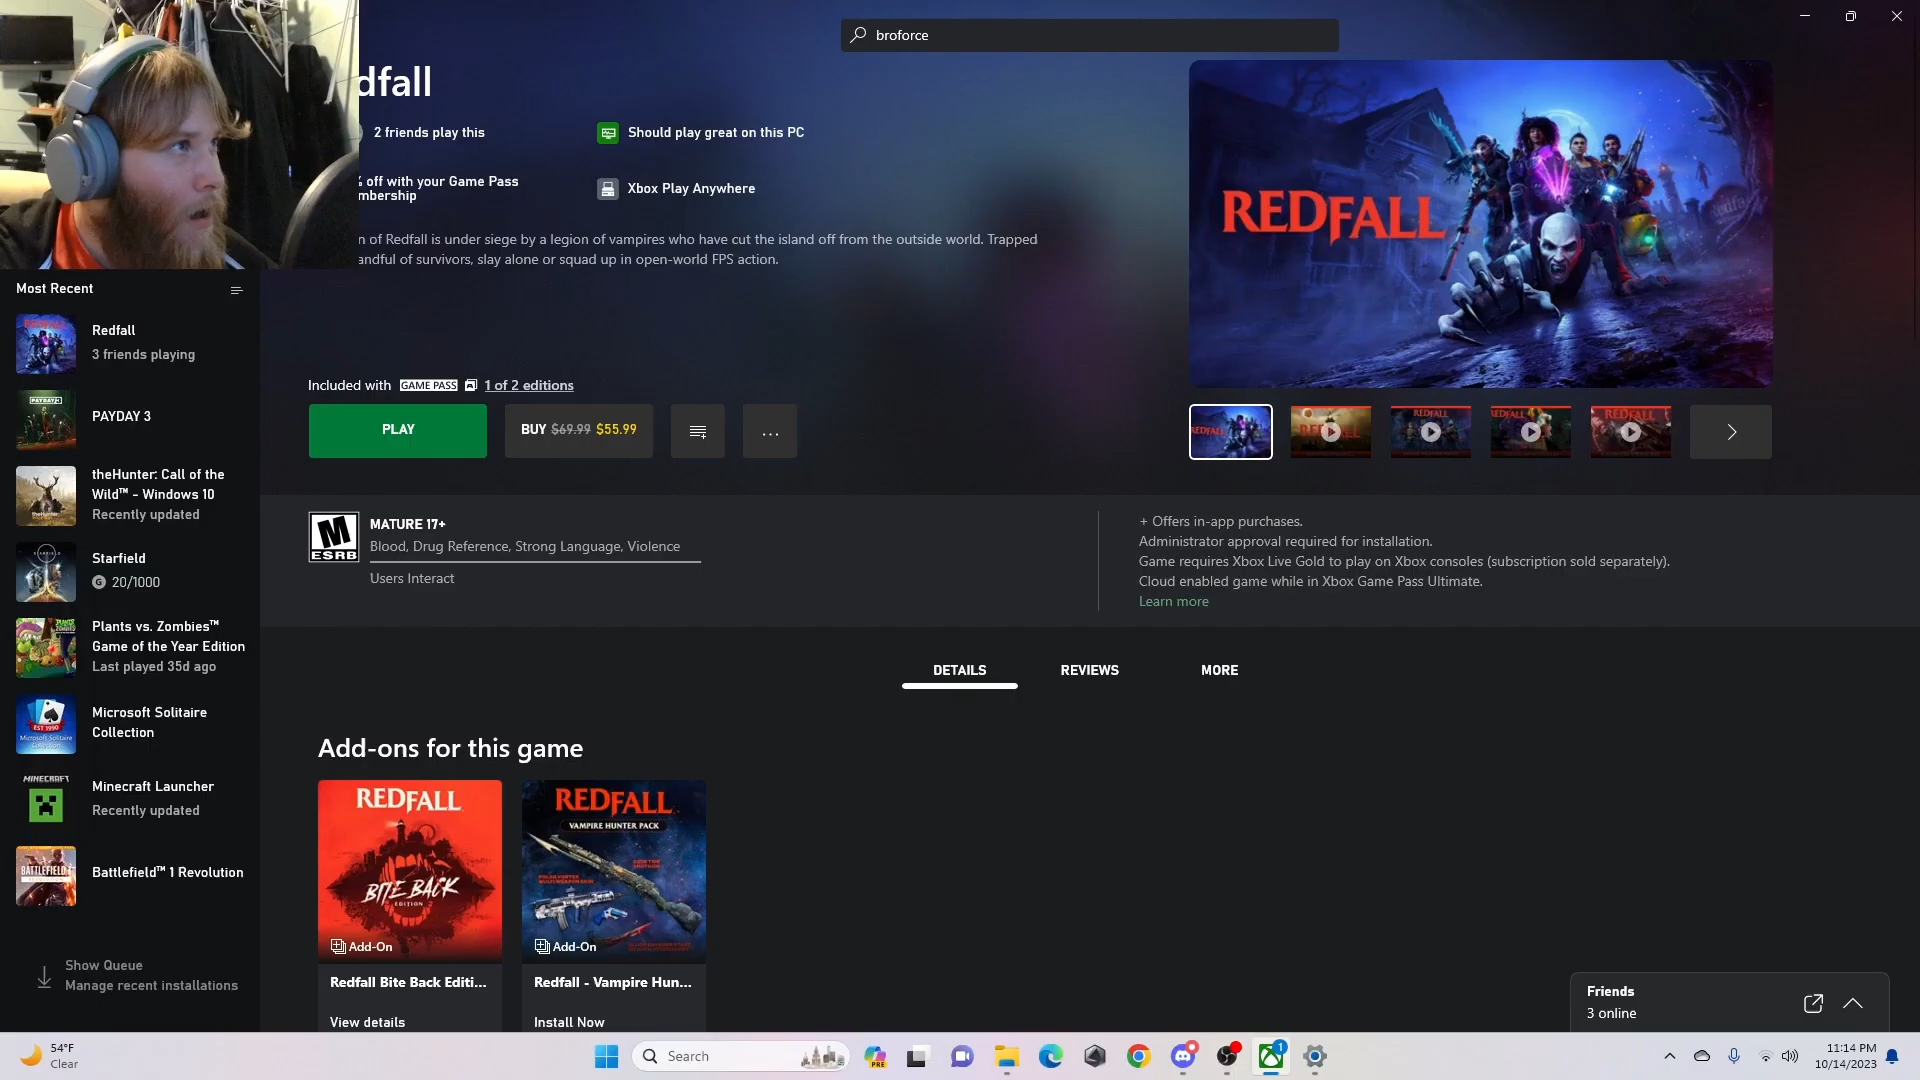 broforce
dfall
2 friends play this
Should play great on this PC
% off with your Game Pass
mbership
Xbox Play Anywhere
n of Redfall is under siege by a legion of vampires who have cut the island off from the outside world. Trapped
andful of survivors, slay alone or squad up in open-world FPS action.
REDFALL
Most Recent
Redfall
3 friends playing
PAYDAY 3
theHunter: Call of the
Wild™ - Windows 10
Recently updated
Starfield
G 20/1000
Plants vs. Zombies™
Game of the Year Edition
Last played 35d ago
Microsoft Solitaire
Collection
MINECRAFT
Minecraft Launcher
Recently updated
Battlefield™ 1 Revolution
Show Queue
Manage recent installations
Included with GAME PASS 1 of 2 editions
PLAY
BUY $69.99 $55.99
...
M
ESRB
MATURE 17+
Blood, Drug Reference, Strong Language, Violence
Users Interact
+ Offers in-app purchases.
Administrator approval required for installation.
Game requires Xbox Live Gold to play on Xbox consoles (subscription sold separately).
Cloud enabled game while in Xbox Game Pass Ultimate.
Learn more
DETAILS
REVIEWS
MORE
Add-ons for this game
REDFALL
BITE BACK
EDITION
Add-On
Redfall Bite Back Editi...
View details
REDFALL
VAMPIRE HUNTER PACK
Add-On
Redfall - Vampire Hun...
Install Now
Friends
3 online
54°F
Clear
Search
PRE
1
11:14 PM
10/14/2023